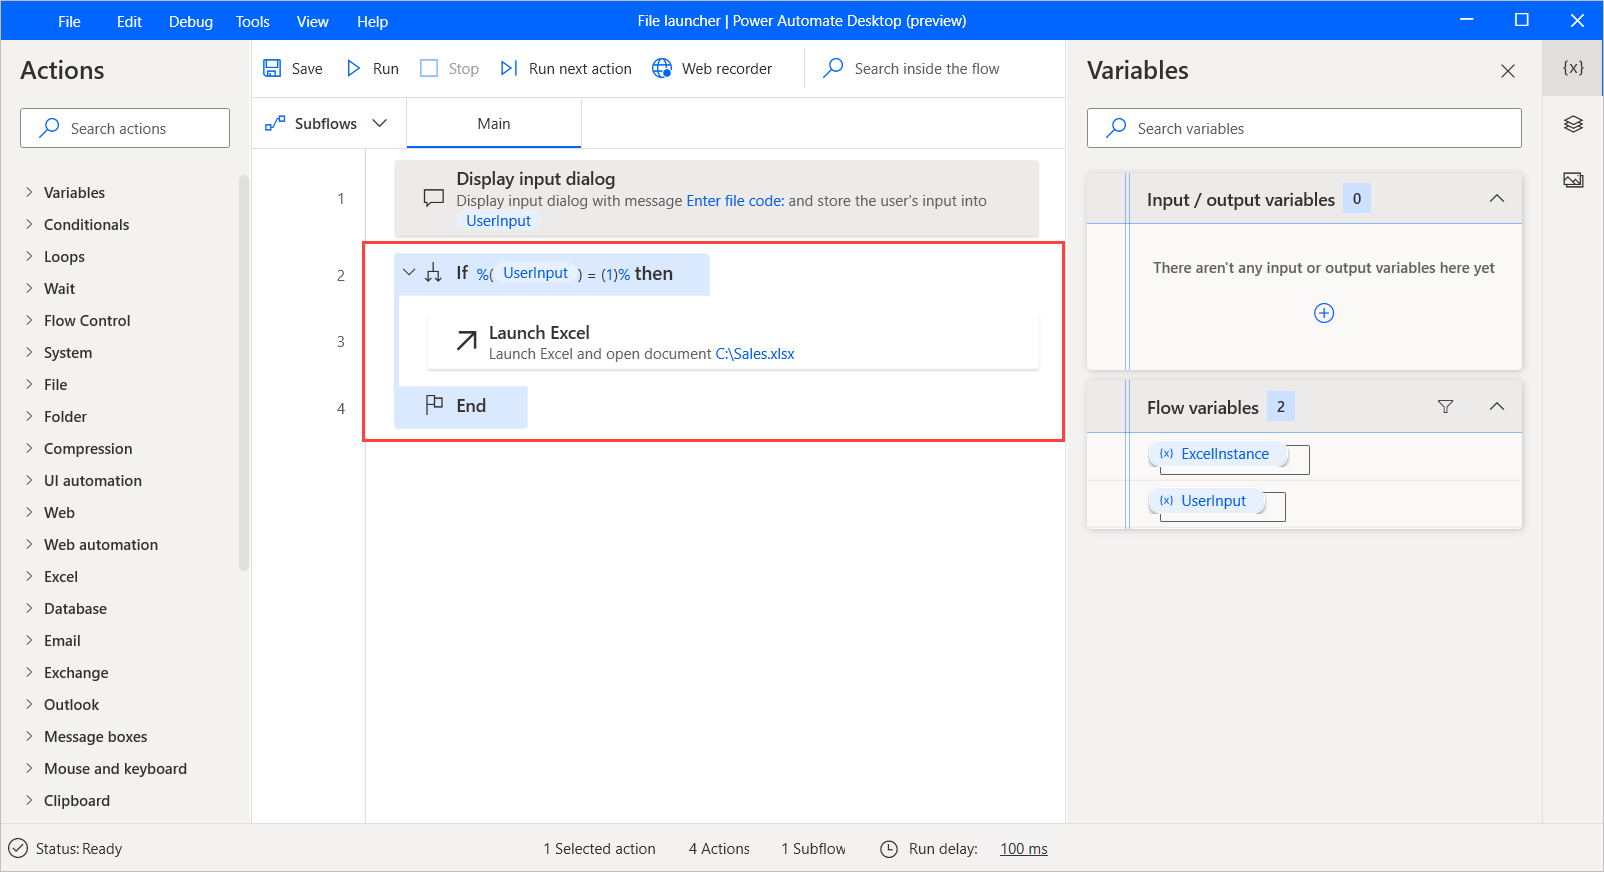 File Edit Debug Tools View Help File launcher | Power Automate Desktop (preview)
Actions
Search actions
Variables
Conditionals
Loops
Wait
Flow Control
System
File
Folder
Compression
UI automation
Web
Web automation
Excel
Database
Email
Exchange
Outlook
Message boxes
Mouse and keyboard
Clipboard
Save Run Stop Run next action Web recorder Search inside the flow
Subflows Main
1 Display input dialog
Display input dialog with message Enter file code: and store the user's input into
UserInput
2 If %( UserInput ) = (1)% then
3 Launch Excel
Launch Excel and open document C:\Sales.xlsx
4 End
Variables
{x}
Search variables
Input / output variables 0
There aren't any input or output variables here yet
Flow variables 2
{x} ExcelInstance
{x} UserInput
Status: Ready 1 Selected action 4 Actions 1 Subflow Run delay: 100 ms